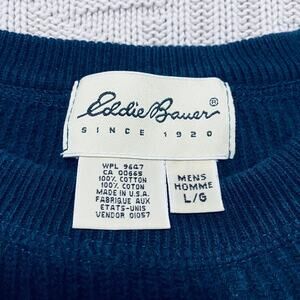 Eddie Bauer®
SINCE 1920
WPL 9647
CA 00665
100% COTTON
100% COTON
MADE IN U.S.A.
FABRIQUE AUX
ETATS-UNIS
VENDOR 01057
MENS
HOMME
L/G